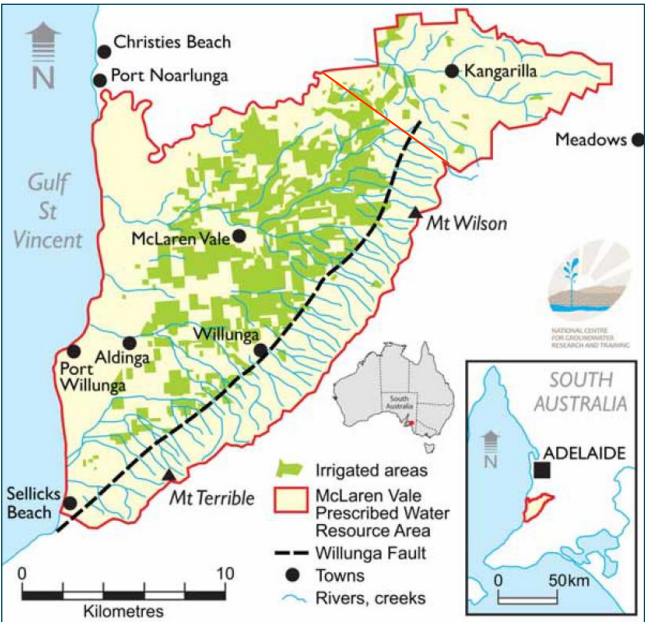 Christies Beach
N
Port Noarlunga
Kangarilla
Meadows
Gulf
St
Vincent
Mt Wilson
McLaren Vale
NATIONAL CENTRE
FOR GROUNDWATER
RESEARCH AND TRAINING
Willunga
Aldinga
Port
Willunga
South
Australia
SOUTH
AUSTRALIA
N
ADELAIDE
Sellicks
Beach
Mt Terrible
Irrigated areas
McLaren Vale
Prescribed Water
Resource Area
Willunga Fault
Towns
Rivers, creeks
0 10
Kilometres
0 50km